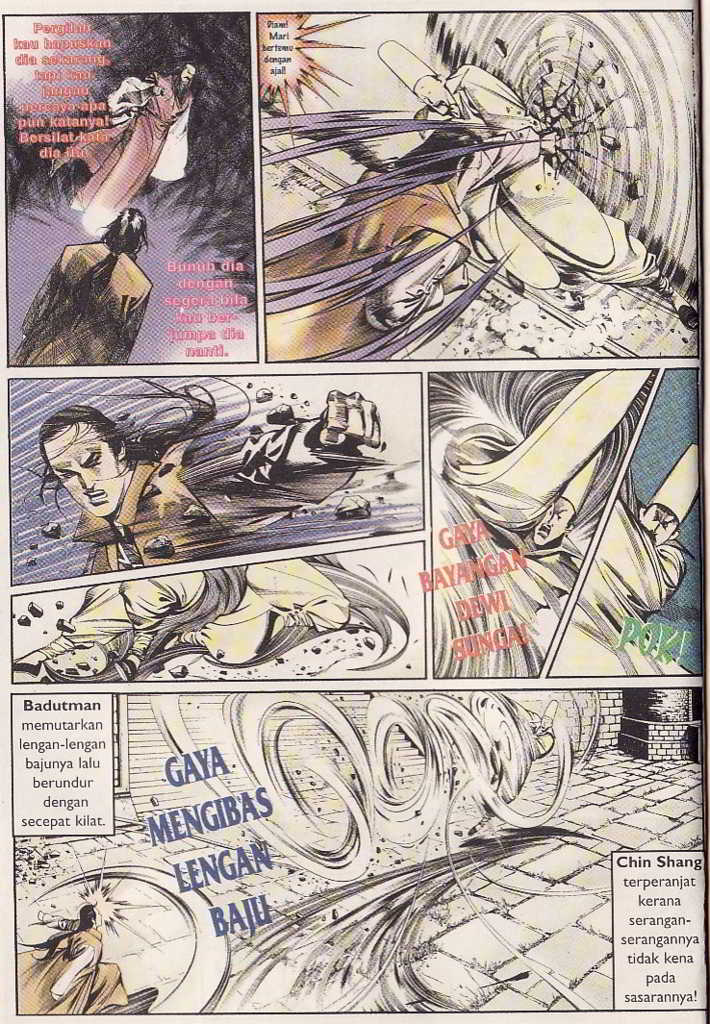 Pergilah
kau hapuskan
dia sekarang,
tapi kau
jangan
percaya apa
pun katanya!
Bersilat kata
dia itu.
Bunuh dia
dengan
segera bila
kau ber-
jumpa dia
nanti.
Diam!
Mari
bertemu
dengan
ajal!
GAYA
BAYANGAN
DEWI
SUNGAI
POK!
Badutman
memutarkan
lengan-lengan
bajunya lalu
berundur
dengan
secepat kilat.
GAYA
MENGIBAS
LENGAN
BAJU
Chin Shang
terperanjat
kerana
serangan-
serangannya
tidak kena
pada
sasarannya!